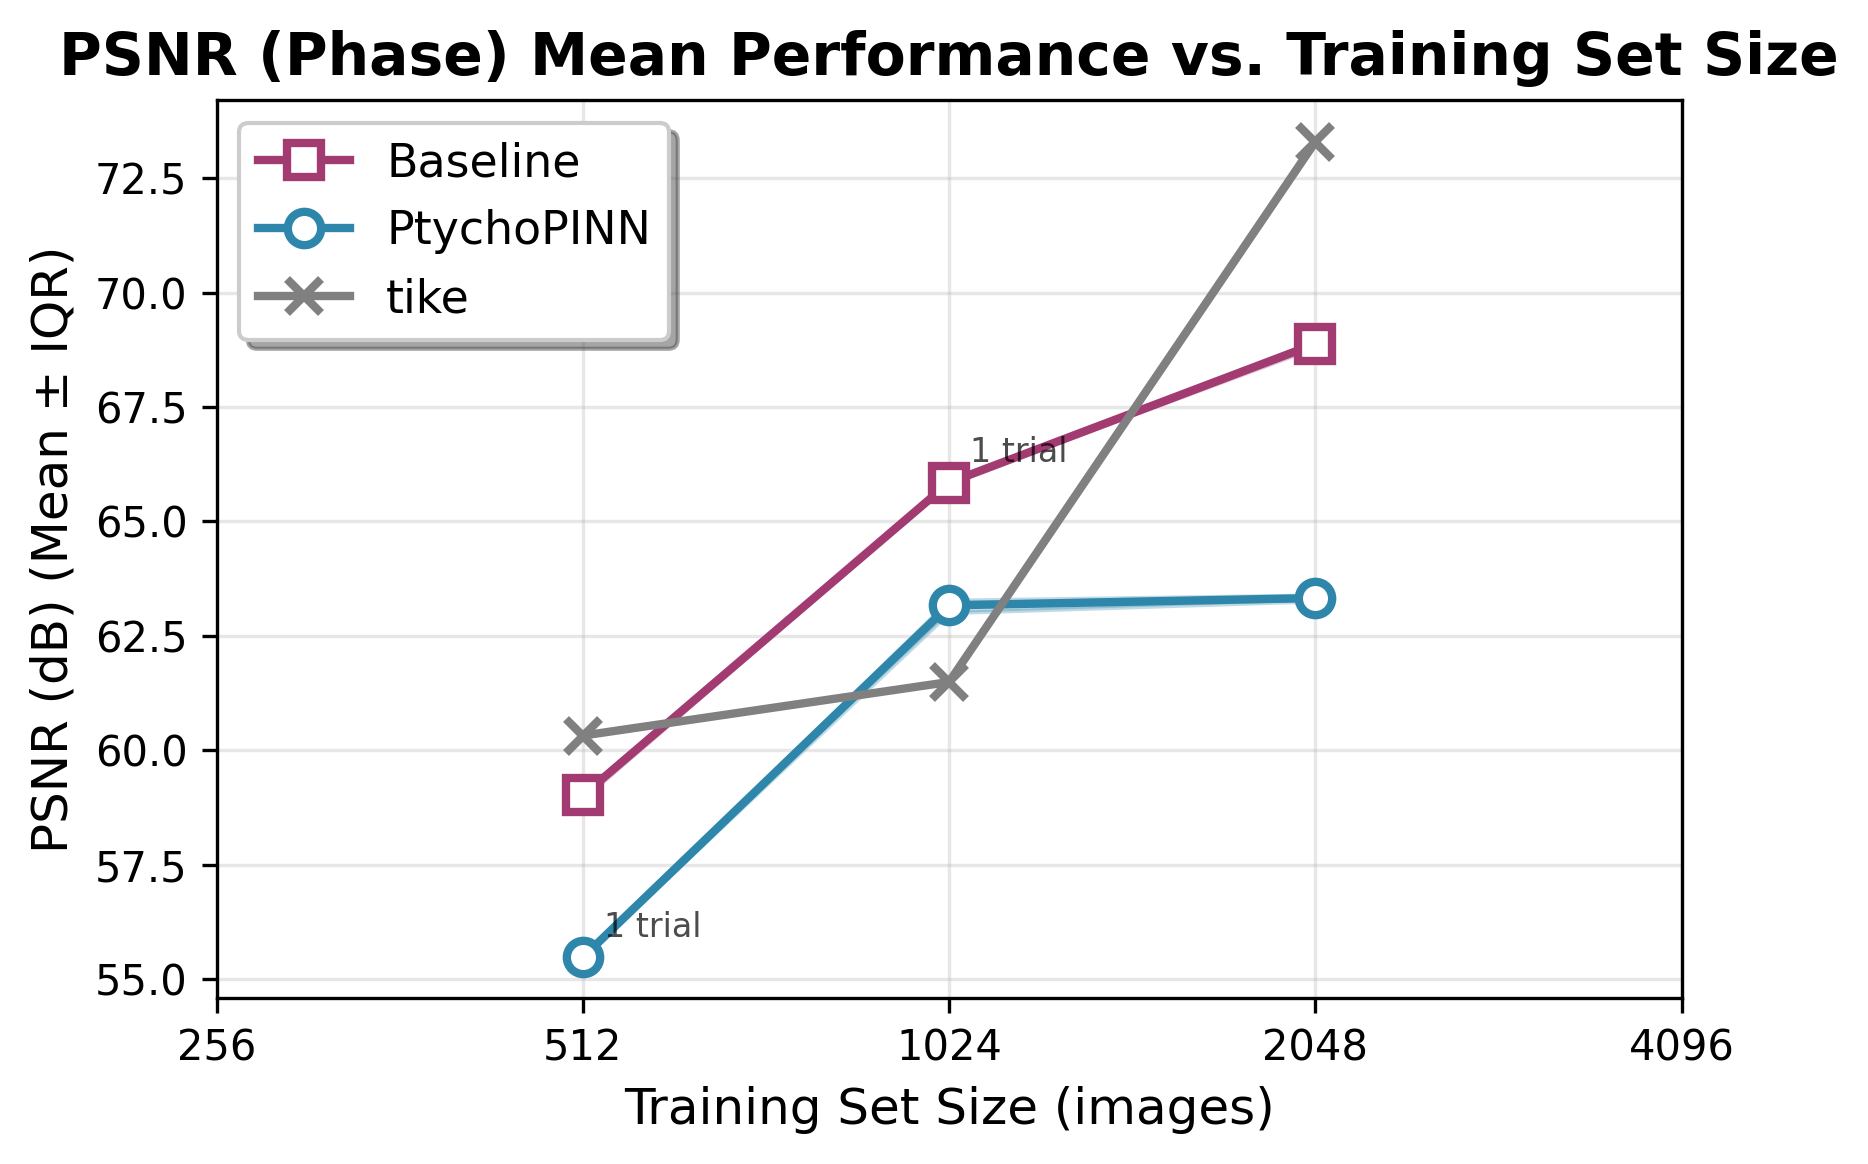 PSNR (Phase) Mean Performance vs. Training Set Size
Baseline
PtychoPINN
tike
PSNR (dB) (Mean ± IQR)
72.5
70.0
67.5
65.0
62.5
60.0
57.5
55.0
1 trial
1 trial
256
512
1024
2048
4096
Training Set Size (images)